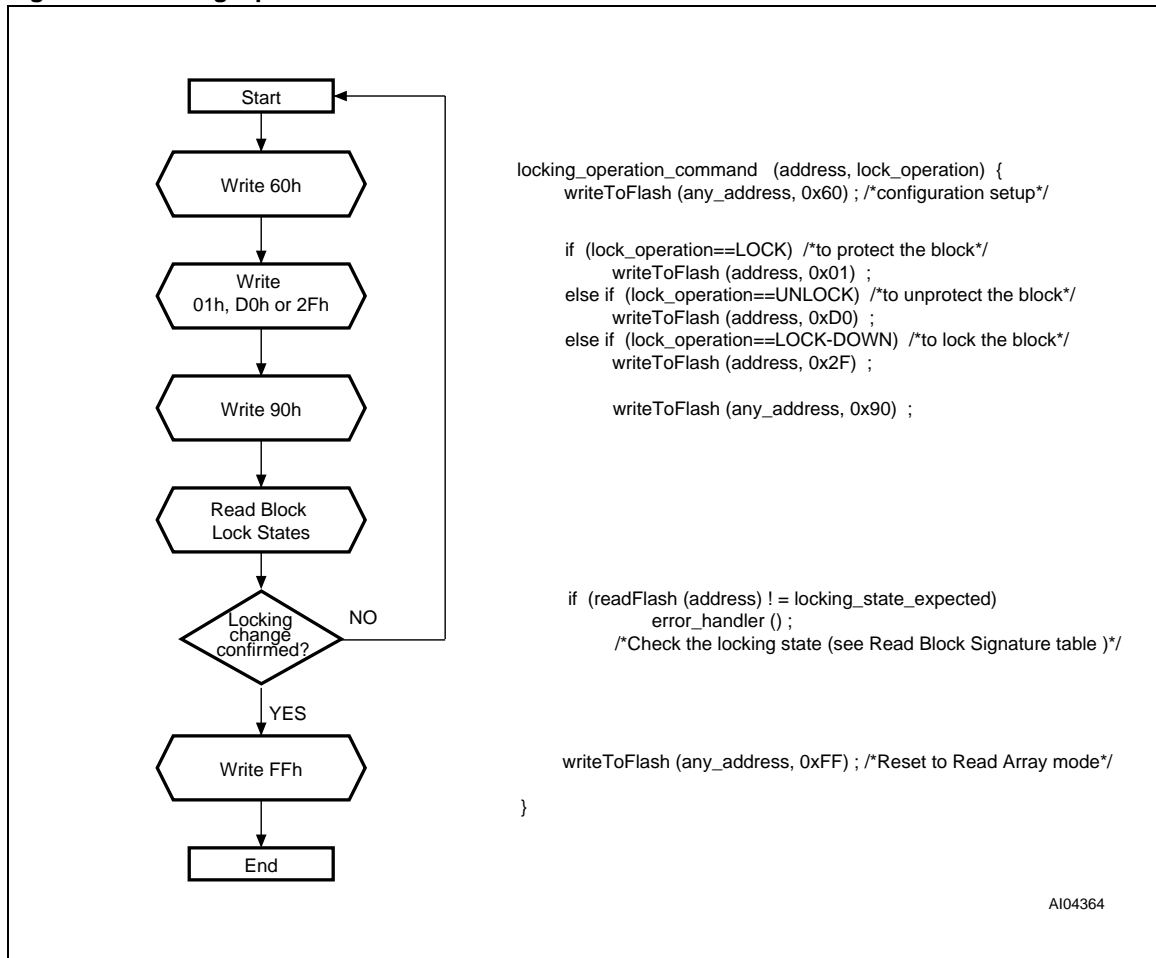 Start
Write 60h
Write
01h, D0h or 2Fh
Write 90h
Read Block
Lock States
Locking
change
confirmed?
NO
YES
Write FFh
End
locking_operation_command (address, lock_operation) {
writeToFlash (any_address, 0x60) ; /*configuration setup*/
if (lock_operation==LOCK) /*to protect the block*/
writeToFlash (address, 0x01) ;
else if (lock_operation==UNLOCK) /*to unprotect the block*/
writeToFlash (address, 0xD0) ;
else if (lock_operation==LOCK-DOWN) /*to lock the block*/
writeToFlash (address, 0x2F) ;
writeToFlash (any_address, 0x90) ;
if (readFlash (address) ! = locking_state_expected)
error_handler () ;
/*Check the locking state (see Read Block Signature table )*/
writeToFlash (any_address, 0xFF) ; /*Reset to Read Array mode*/
}
AI04364